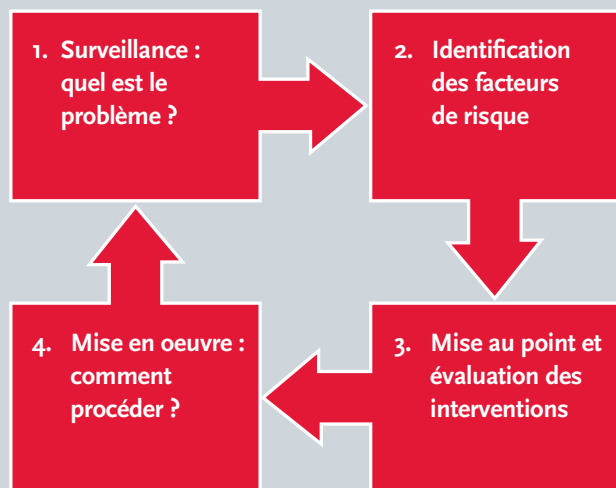 1. Surveillance :
quel est le
problème ?
2. Identification
des facteurs
de risque
3. Mise au point et
évaluation des
interventions
4. Mise en oeuvre :
comment
procéder ?